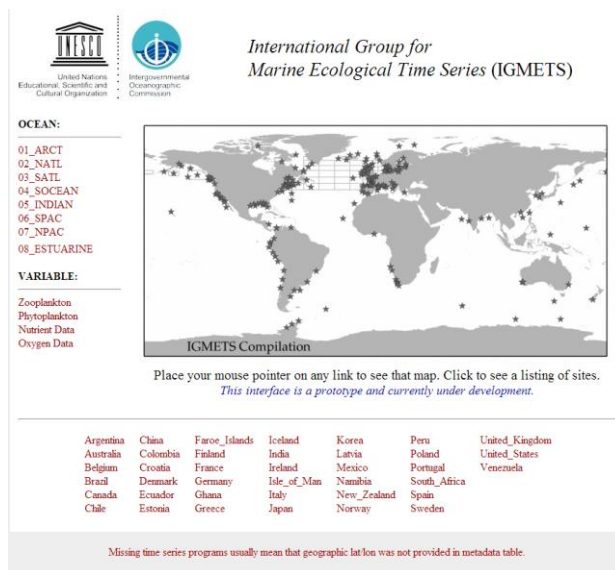 UNESCO
United Nations
Educational, Scientific and
Cultural Organization
Intergovernmental
Oceanographic
Commission
International Group for
Marine Ecological Time Series (IGMETS)
OCEAN:
01_ARCT
02_NATL
03_SATL
04_SOCEAN
05_INDIAN
06_SPAC
07_NPAC
08_ESTUARINE
VARIABLE:
Zooplankton
Phytoplankton
Nutrient Data
Oxygen Data
IGMETS Compilation
Place your mouse pointer on any link to see that map. Click to see a listing of sites.
This interface is a prototype and currently under development.
Argentina China Faroe_Islands Iceland Korea Peru United_Kingdom
Australia Colombia Finland India Latvia Poland United_States
Belgium Croatia France Ireland Mexico Portugal Venezuela
Brazil Denmark Germany Isle_of_Man Namibia South_Africa
Canada Ecuador Ghana Italy New_Zealand Spain
Chile Estonia Greece Japan Norway Sweden
Missing time series programs usually mean that geographic lat/lon was not provided in metadata table.